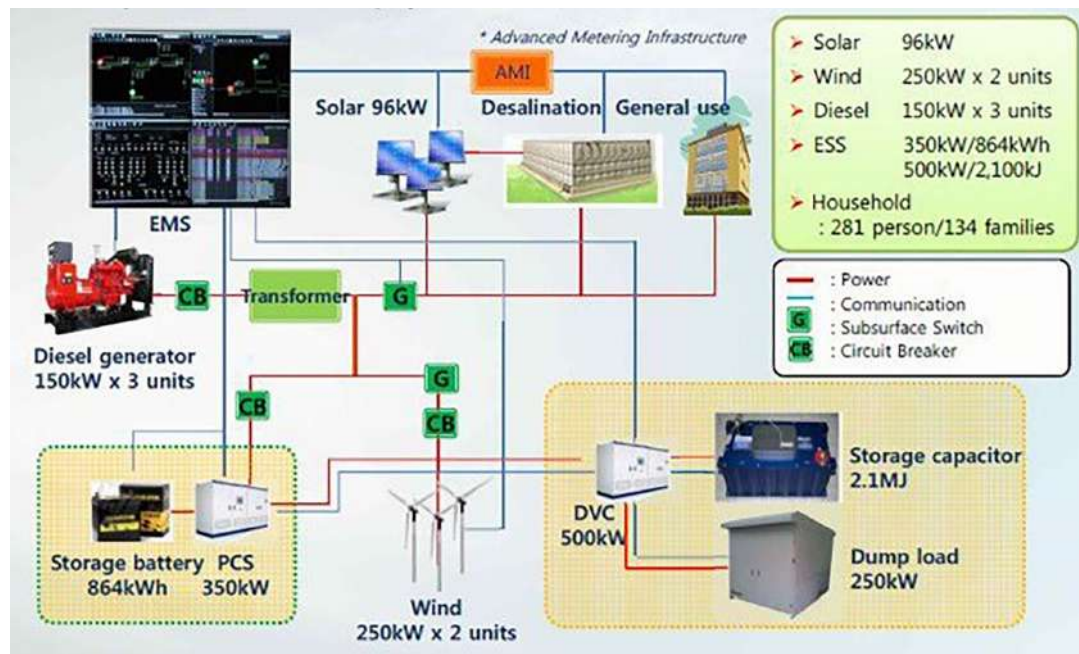 * Advanced Metering Infrastructure
AMI
Solar 96kW
Desalination
General use
EMS
CB
Transformer
G
Diesel generator
150kW x 3 units
G
CB
CB
Storage battery
864kWh
PCS
350kW
Wind
250kW x 2 units
DVC
500kW
Storage capacitor
2.1MJ
Dump load
250kW
➢ Solar 96kW
➢ Wind 250kW x 2 units
➢ Diesel 150kW x 3 units
➢ ESS 350kW/864kWh
500kW/2,100kJ
➢ Household
: 281 person/134 families
: Power
: Communication
G : Subsurface Switch
CB : Circuit Breaker